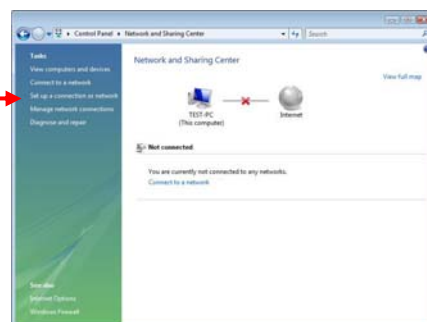 Control Panel ▸ Network and Sharing Center
Search
Tasks
View computers and devices
Connect to a network
Set up a connection or network
Manage network connections
Diagnose and repair
Network and Sharing Center
View full map
TEST-PC
(This computer)
Internet
Not connected
You are currently not connected to any networks.
Connect to a network
See also
Internet Options
Windows Firewall